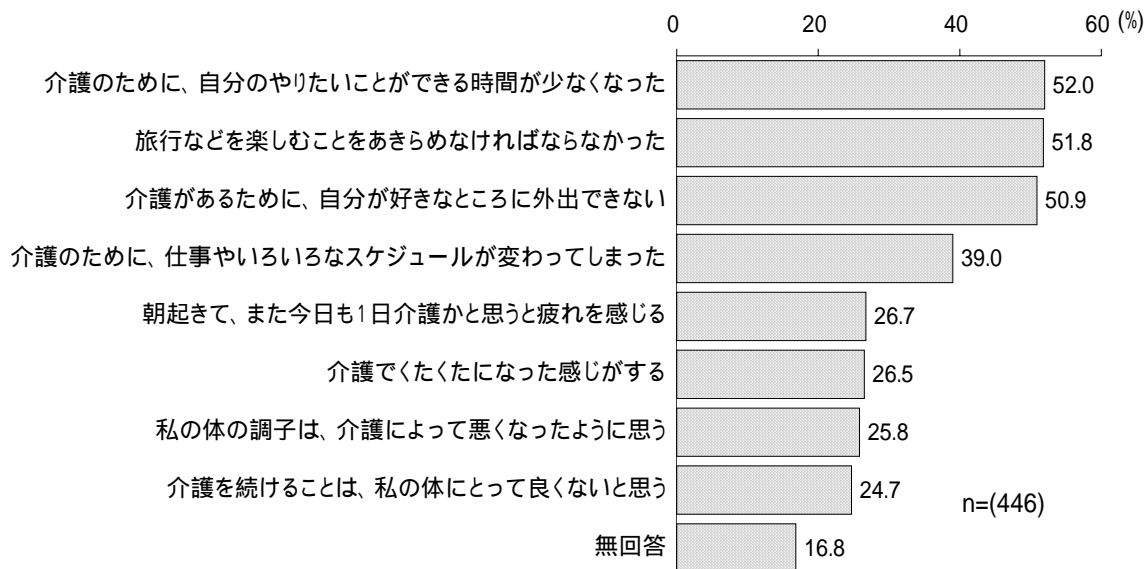 0 20 40 60 (%)
介護のために、自分のやりたいことができる時間が少なくなった 52.0
旅行などを楽しむことをあきらめなければならなかった 51.8
介護があるために、自分が好きなところに外出できない 50.9
介護のために、仕事やいろいろなスケジュールが変わってしまった 39.0
朝起きて、また今日も1日介護かと思うと疲れを感じる 26.7
介護でくたくたになった感じがする 26.5
私の体の調子は、介護によって悪くなったように思う 25.8
介護を続けることは、私の体にとって良くないと思う 24.7
n=(446)
無回答 16.8